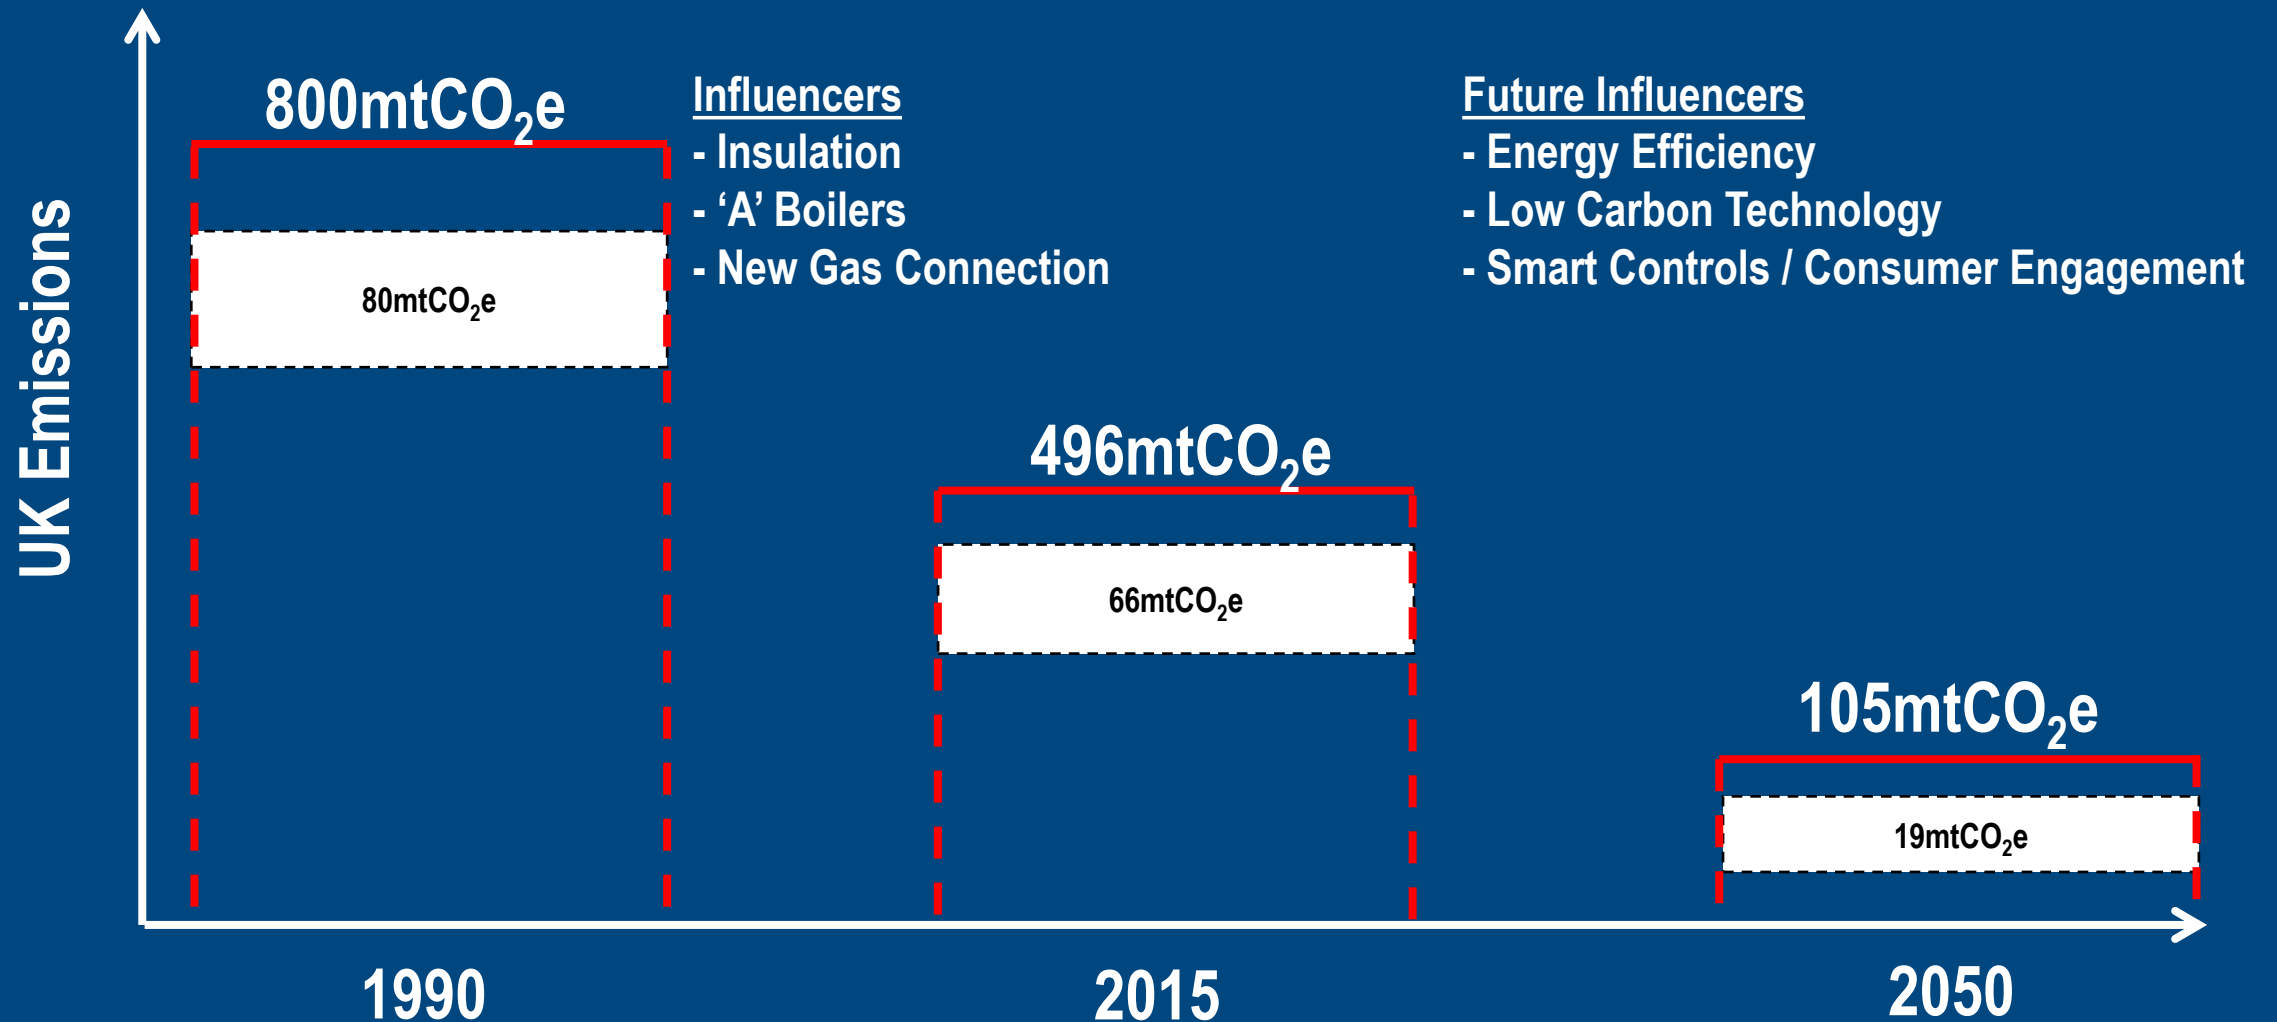 UK Emissions
800mtCO₂e
80mtCO₂e
Influencers
- Insulation
- ‘A’ Boilers
- New Gas Connection
496mtCO₂e
66mtCO₂e
Future Influencers
- Energy Efficiency
- Low Carbon Technology
- Smart Controls / Consumer Engagement
105mtCO₂e
19mtCO₂e
1990
2015
2050